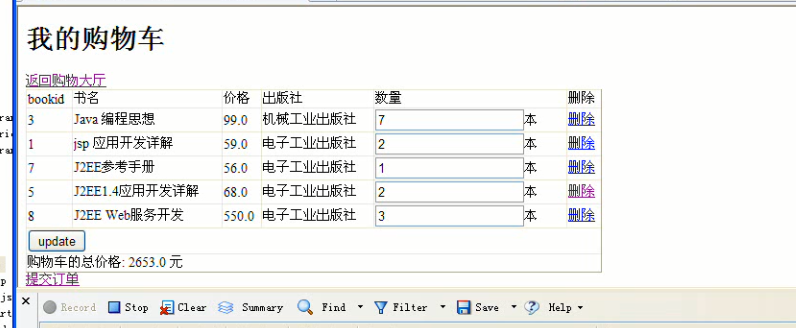 我的购物车
返回购物大厅
bookid 书名 价格 出版社 数量 删除
3 Java 编程思想 99.0 机械工业出版社 7 本 删除
1 jsp 应用开发详解 59.0 电子工业出版社 2 本 删除
7 J2EE参考手册 56.0 电子工业出版社 1 本 删除
5 J2EE1.4应用开发详解 68.0 电子工业出版社 2 本 删除
8 J2EE Web服务开发 550.0 电子工业出版社 3 本 删除
update
购物车的总价格: 2653.0 元
提交订单
Record Stop Clear Summary Find Filter Save Help